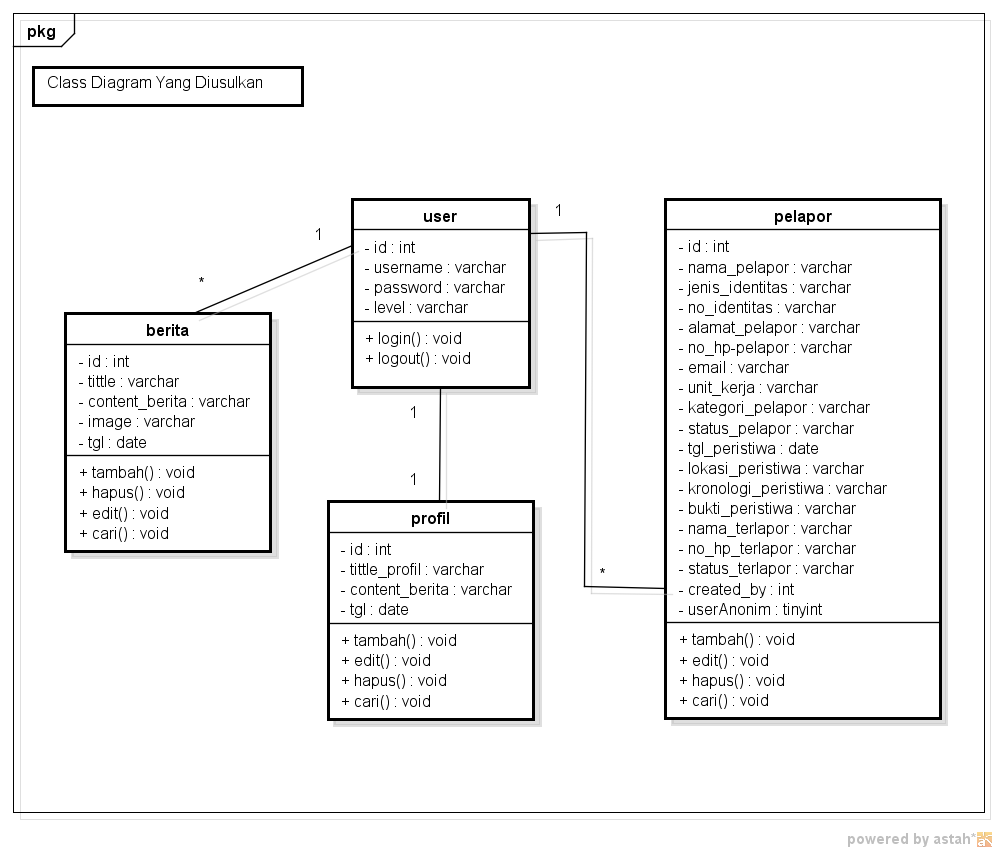 pkg
Class Diagram Yang Diusulkan
user
- id : int
- username : varchar
- password : varchar
- level : varchar
+ login() : void
+ logout() : void
1
*
1
*
1
1
berita
- id : int
- tittle : varchar
- content_berita : varchar
- image : varchar
- tgl : date
+ tambah() : void
+ hapus() : void
+ edit() : void
+ cari() : void
profil
- id : int
- tittle_profil : varchar
- content_berita : varchar
- tgl : date
+ tambah() : void
+ edit() : void
+ hapus() : void
+ cari() : void
pelapor
- id : int
- nama_pelapor : varchar
- jenis_identitas : varchar
- no_identitas : varchar
- alamat_pelapor : varchar
- no_hp-pelapor : varchar
- email : varchar
- unit_kerja : varchar
- kategori_pelapor : varchar
- status_pelapor : varchar
- tgl_peristiwa : date
- lokasi_peristiwa : varchar
- kronologi_peristiwa : varchar
- bukti_peristiwa : varchar
- nama_terlapor : varchar
- no_hp_terlapor : varchar
- status_terlapor : varchar
- created_by : int
- userAnonim : tinyint
+ tambah() : void
+ edit() : void
+ hapus() : void
+ cari() : void
powered by astah*